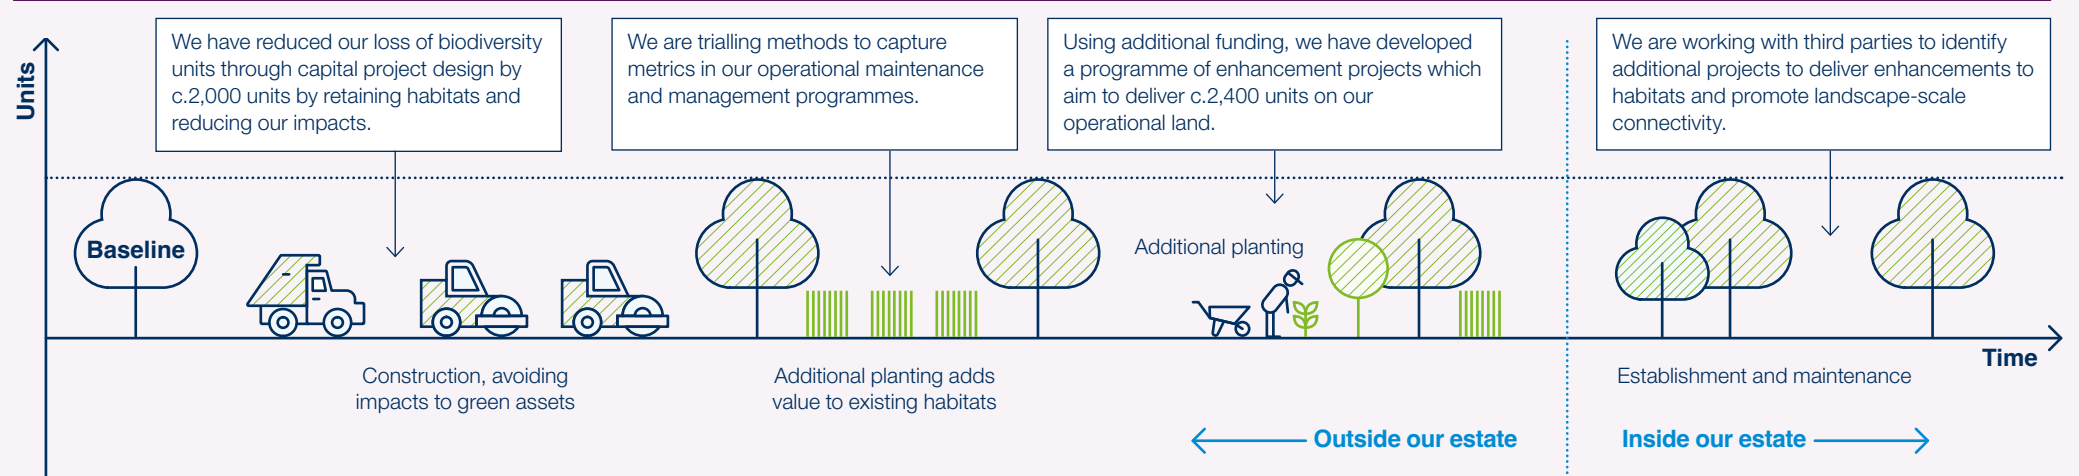 We have reduced our loss of biodiversity
units through capital project design by
c.2,000 units by retaining habitats and
reducing our impacts.
We are trialling methods to capture
metrics in our operational maintenance
and management programmes.
Using additional funding, we have developed
a programme of enhancement projects which
aim to deliver c.2,400 units on our
operational land.
We are working with third parties to identify
additional projects to deliver enhancements to
habitats and promote landscape-scale
connectivity.
Units
Baseline
Additional planting
Time
Construction, avoiding
impacts to green assets
Additional planting adds
value to existing habitats
Establishment and maintenance
Outside our estate
Inside our estate